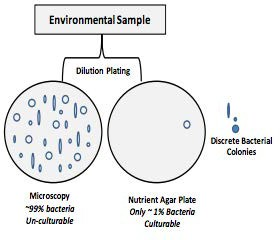 Environmental Sample
Dilution Plating
Discrete Bacterial
Colonies
Microscopy
~99% bacteria
Un-culturable
Nutrient Agar Plate
Only ~ 1% Bacteria
Culturable